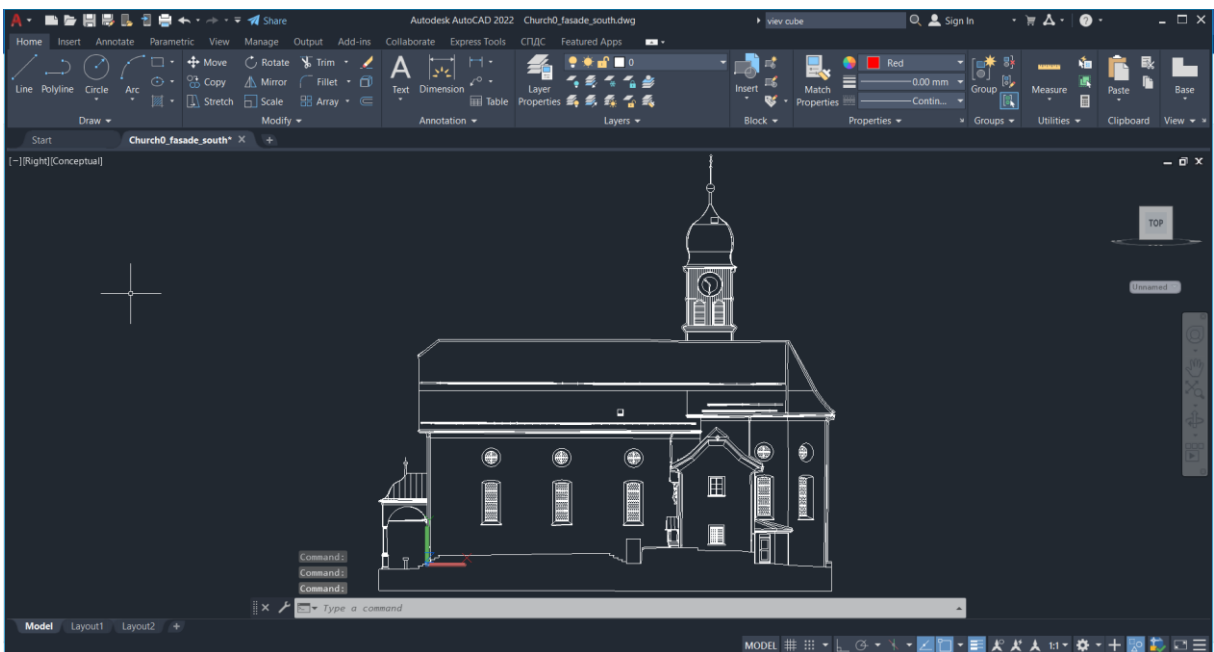 A Share Autodesk AutoCAD 2022 Church0_fasade_south.dwg viev cube Sign In
Home Insert Annotate Parametric View Manage Output Add-ins Collaborate Express Tools СПДС Featured Apps
Move Rotate Trim 0 Red
Line Polyline Circle Arc Copy Mirror Fillet Text Dimension Layer Properties Insert Match Properties 0.00 mm Group Measure Paste Base
Stretch Scale Array Table Contin...
Draw Modify Annotation Layers Block Properties Groups Utilities Clipboard View
Start Church0_fasade_south* +
[−][Right][Conceptual]
TOP
Unnamed
X
Command:
Command:
Command:
Type a command
Model Layout1 Layout2 +
MODEL 1:1